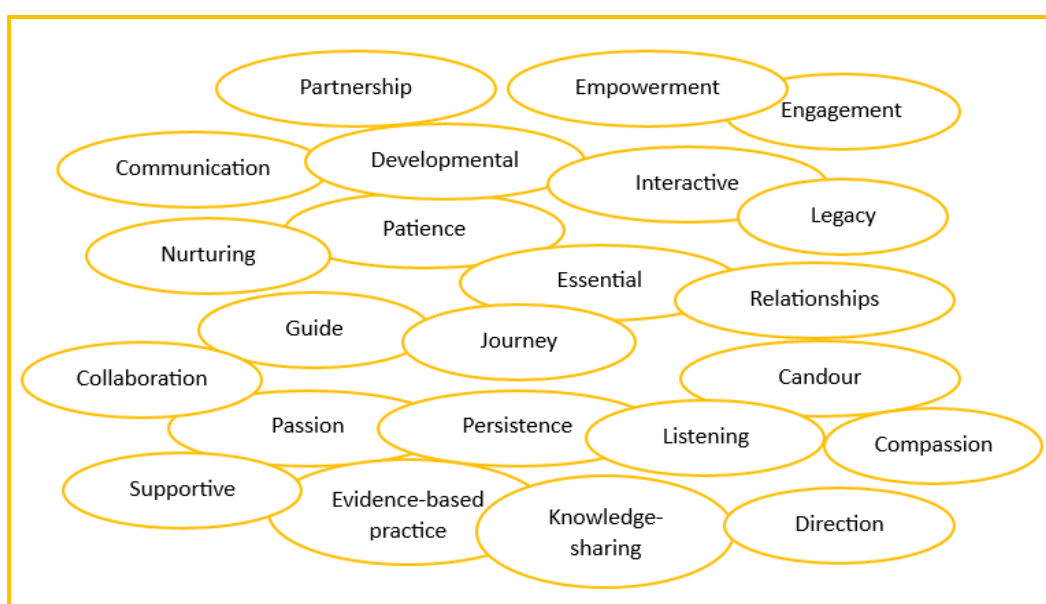 Partnership
Empowerment
Engagement
Communication
Developmental
Interactive
Legacy
Nurturing
Patience
Essential
Relationships
Guide
Journey
Collaboration
Candour
Passion
Persistence
Listening
Compassion
Supportive
Evidence-based
practice
Knowledge-
sharing
Direction